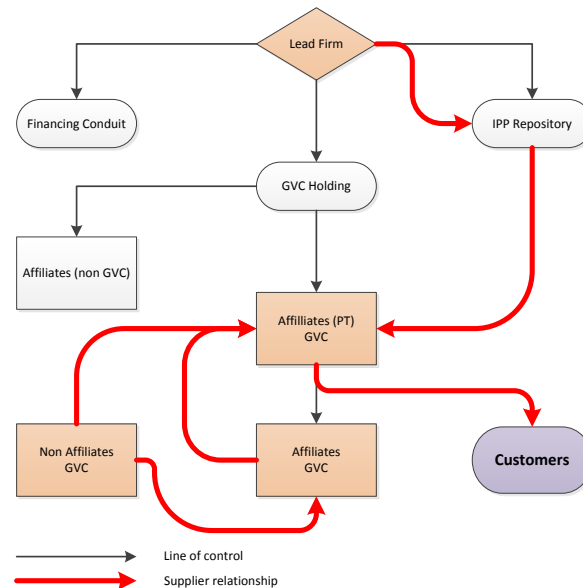 Lead Firm
Financing Conduit
IPP Repository
GVC Holding
Affiliates (non GVC)
Affilliates (PT)
GVC
Non Affiliates
GVC
Affiliates
GVC
Customers
Line of control
Supplier relationship